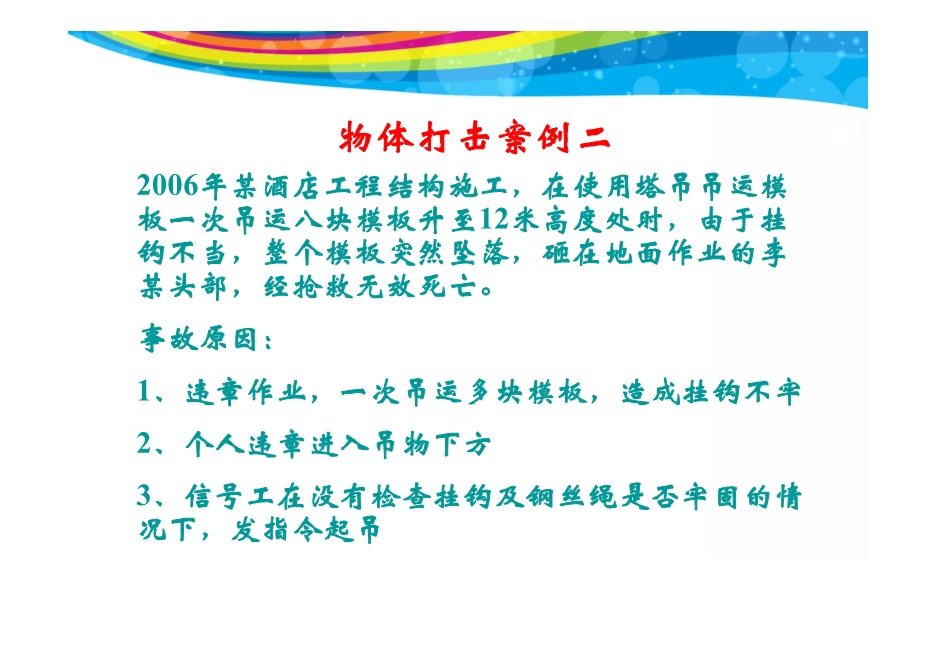 物体打击案例二
2006年某酒店工程结构施工，在使用塔吊吊运模
板一次吊运八块模板升至12米高度处时，由于挂
钩不当，整个模板突然坠落，砸在地面作业的李
某头部，经抢救无效死亡。
事故原因：
1、违章作业，一次吊运多块模板，造成挂钩不牢
2、个人违章进入吊物下方
3、信号工在没有检查挂钩及钢丝绳是否牢固的情
况下，发指令起吊